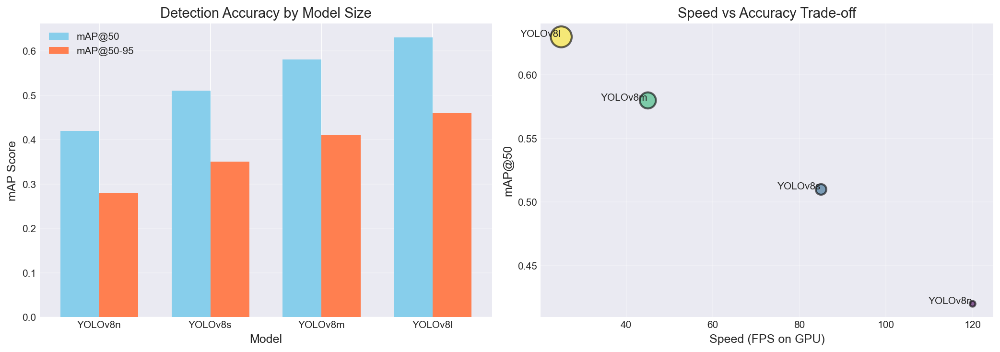 Detection Accuracy by Model Size
mAP@50
mAP@50-95
mAP Score
0.6
0.5
0.4
0.3
0.2
0.1
0.0
YOLOv8n
YOLOv8s
YOLOv8m
YOLOv8l
Model
Speed vs Accuracy Trade-off
mAP@50
0.60
0.55
0.50
0.45
YOLOv8l
YOLOv8m
YOLOv8s
YOLOv8n
40
60
80
100
120
Speed (FPS on GPU)